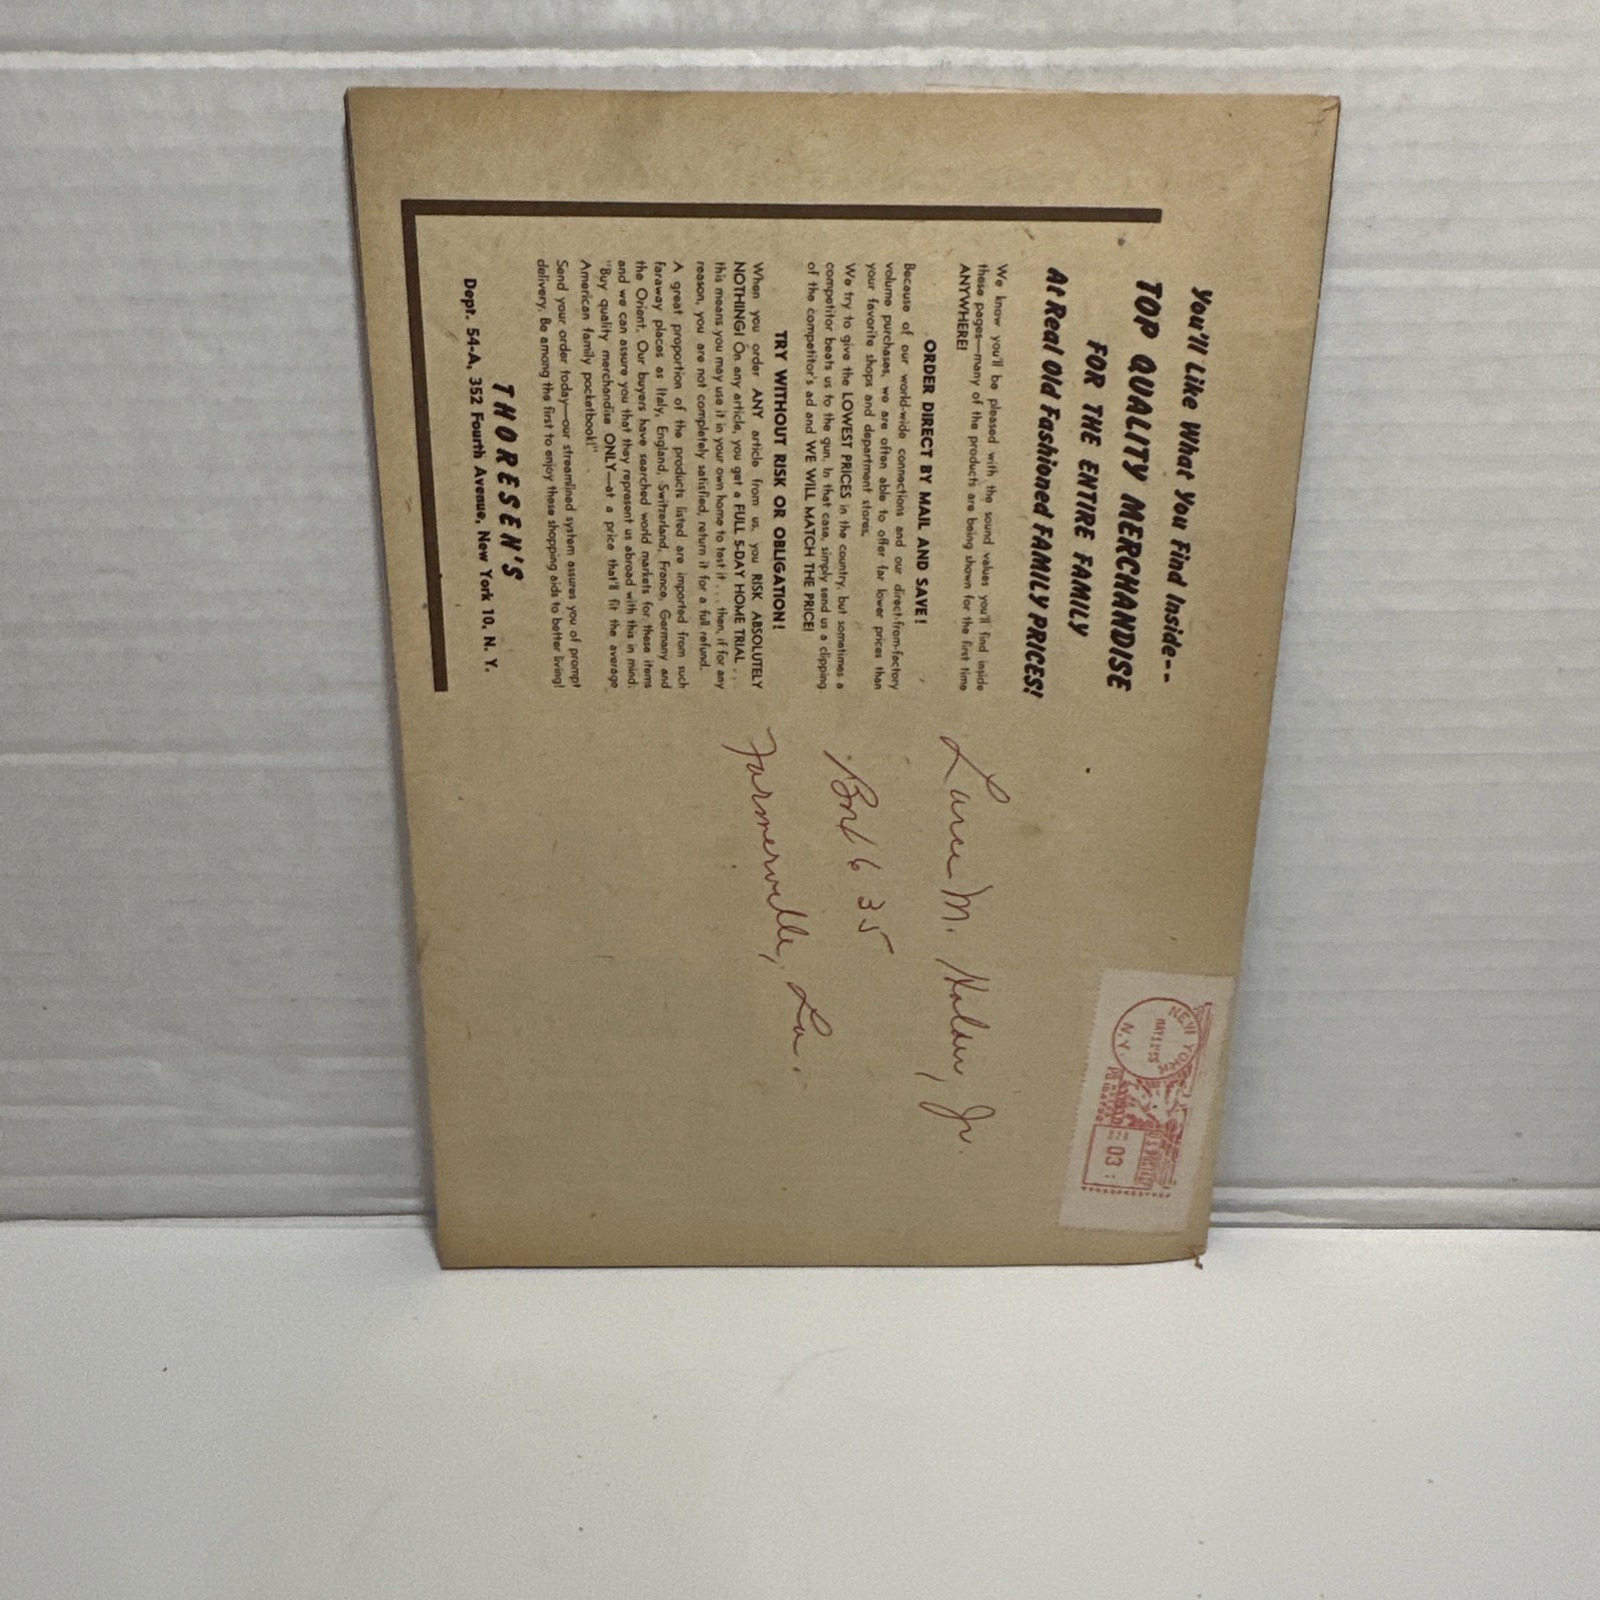 You'll Like What You Find Inside--
TOP QUALITY MERCHANDISE
FOR THE ENTIRE FAMILY
At Real Old Fashioned FAMILY PRICES!
We know you'll be pleased with the sound values you'll find inside
these pages—many of the products are being shown for the first time
ANYWHERE!
ORDER DIRECT BY MAIL AND SAVE!
Because of our world-wide connections and our direct-from-factory
volume purchases, we are often able to offer far lower prices than
your favorite shops and department stores.
We try to give the LOWEST PRICES in the country, but sometimes a
competitor beats us to the gun. In that case, simply send us a clipping
of the competitor's ad and WE WILL MATCH THE PRICE!
TRY WITHOUT RISK OR OBLIGATION!
When you order ANY article from us, you RISK ABSOLUTELY
NOTHING! On any article, you get a FULL 5-DAY HOME TRIAL . . .
this means you may use it in your own home to test it . . . then, if for any
reason, you are not completely satisfied, return it for a full refund.
A great proportion of the products listed are imported from such
faraway places as Italy, England, Switzerland, France, Germany and
the Orient. Our buyers have searched world markets for these items
and we can assure you that they represent us abroad with this in mind:
"Buy quality merchandise ONLY—at a price that'll fit the average
American family pocketbook!"
Send your order today—our streamlined system assures you of prompt
delivery. Be among the first to enjoy these shopping aids to better living!
THORESEN'S
Dept. 54-A, 352 Fourth Avenue, New York 10, N. Y.
M. Holder, Jr.
Box 635
Farmerville, La.
NEW YORK
N.Y.
U.S. POSTAGE
03